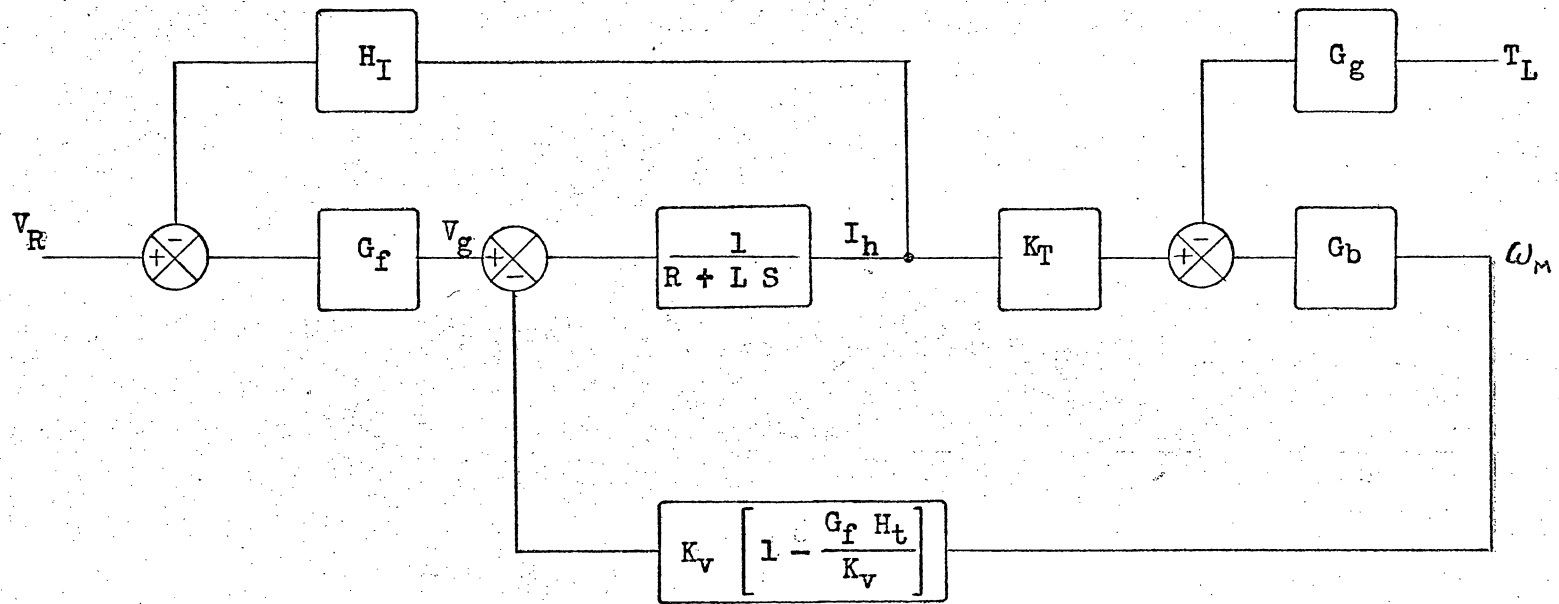 H_I
G_g
T_L
V_R
+
-
G_f
V_g
+
-
1
R + L S
I_h
K_T
+
-
G_b
ω_M
K_v [1 - G_f H_t / K_v]